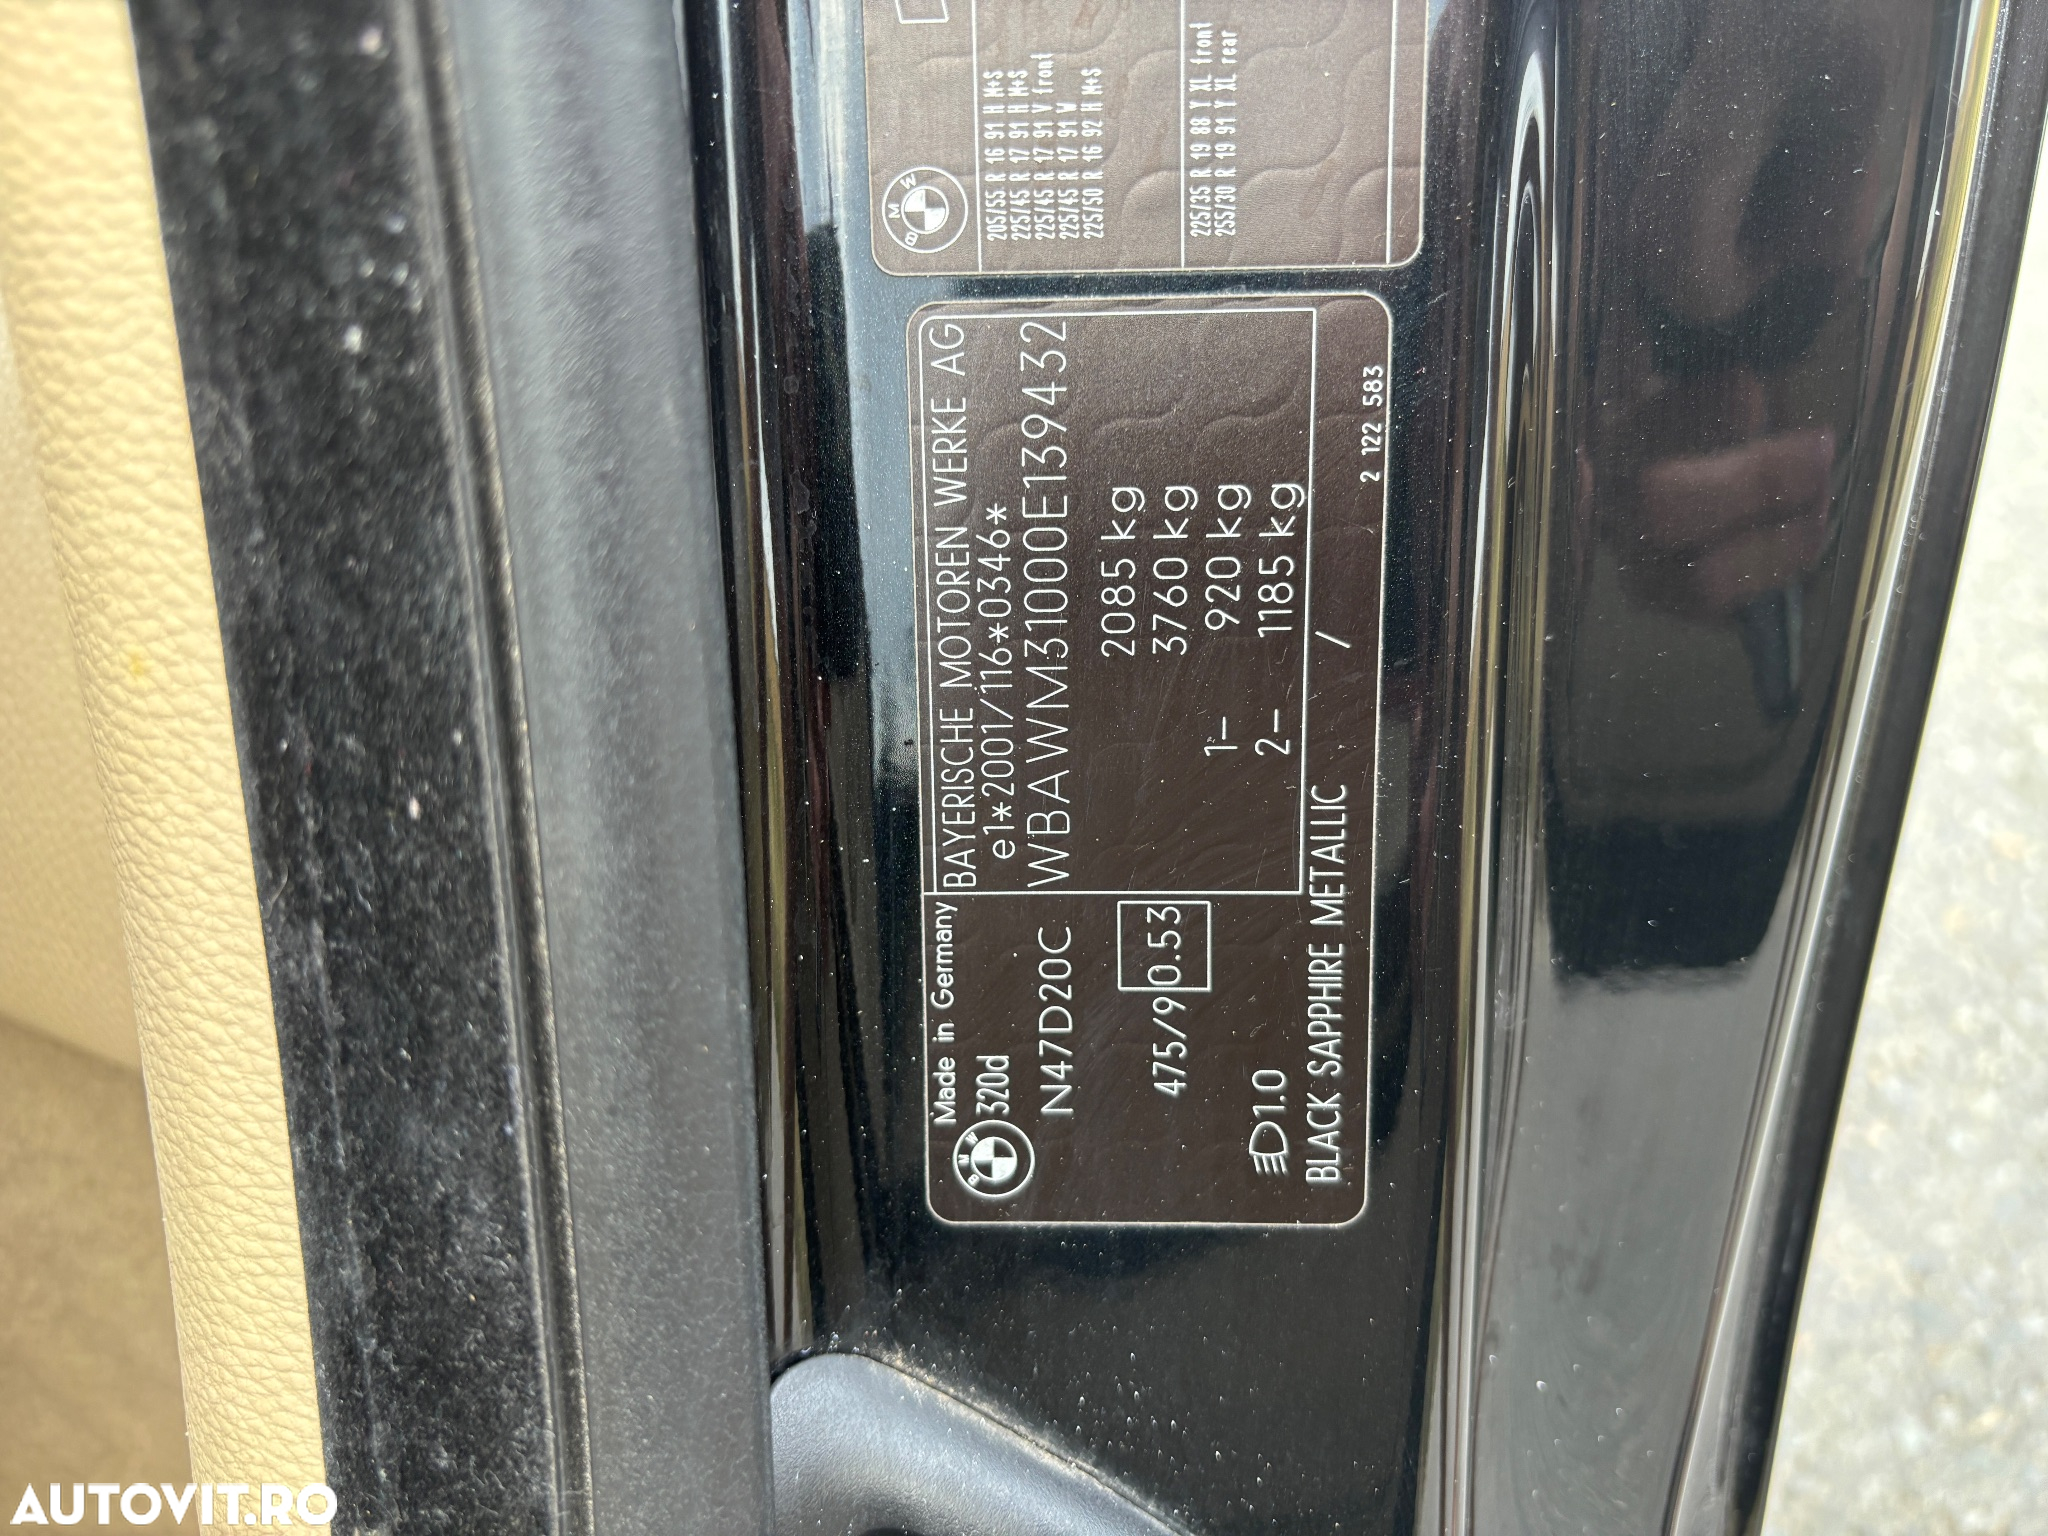 Made in Germany
BMW
320d
N47D20C
475/90.53
1.0
BLACK SAPPHIRE METALLIC /
BAYERISCHE MOTOREN WERKE AG
e1*2001/116*0346*
WBAWM31000E139432
2085 kg
3760 kg
1- 920 kg
2- 1185 kg
2 122 583
BMW
205/55 R 16 91 H M+S
225/45 R 17 91 H M+S
225/45 R 17 91 V front
225/45 R 17 91 W
225/50 R 16 92 H M+S
225/35 R 19 88 Y XL front
255/30 R 19 91 Y XL rear
AUTOVIT.RO